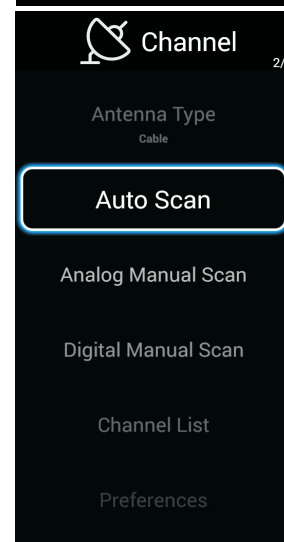 Channel
2/
Antenna Type
Cable
Auto Scan
Analog Manual Scan
Digital Manual Scan
Channel List
Preferences